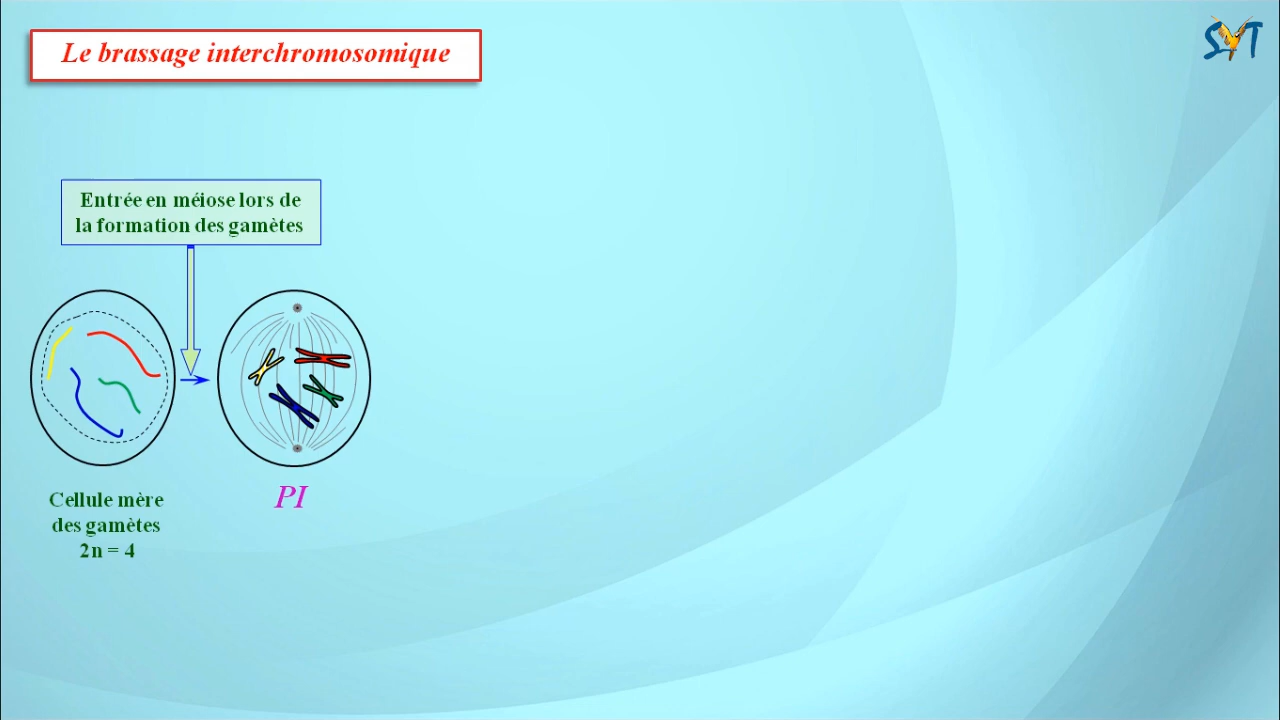 Le brassage interchromosomique
SVT
Entrée en méiose lors de
la formation des gamètes
Cellule mère
des gamètes
2n = 4
PI